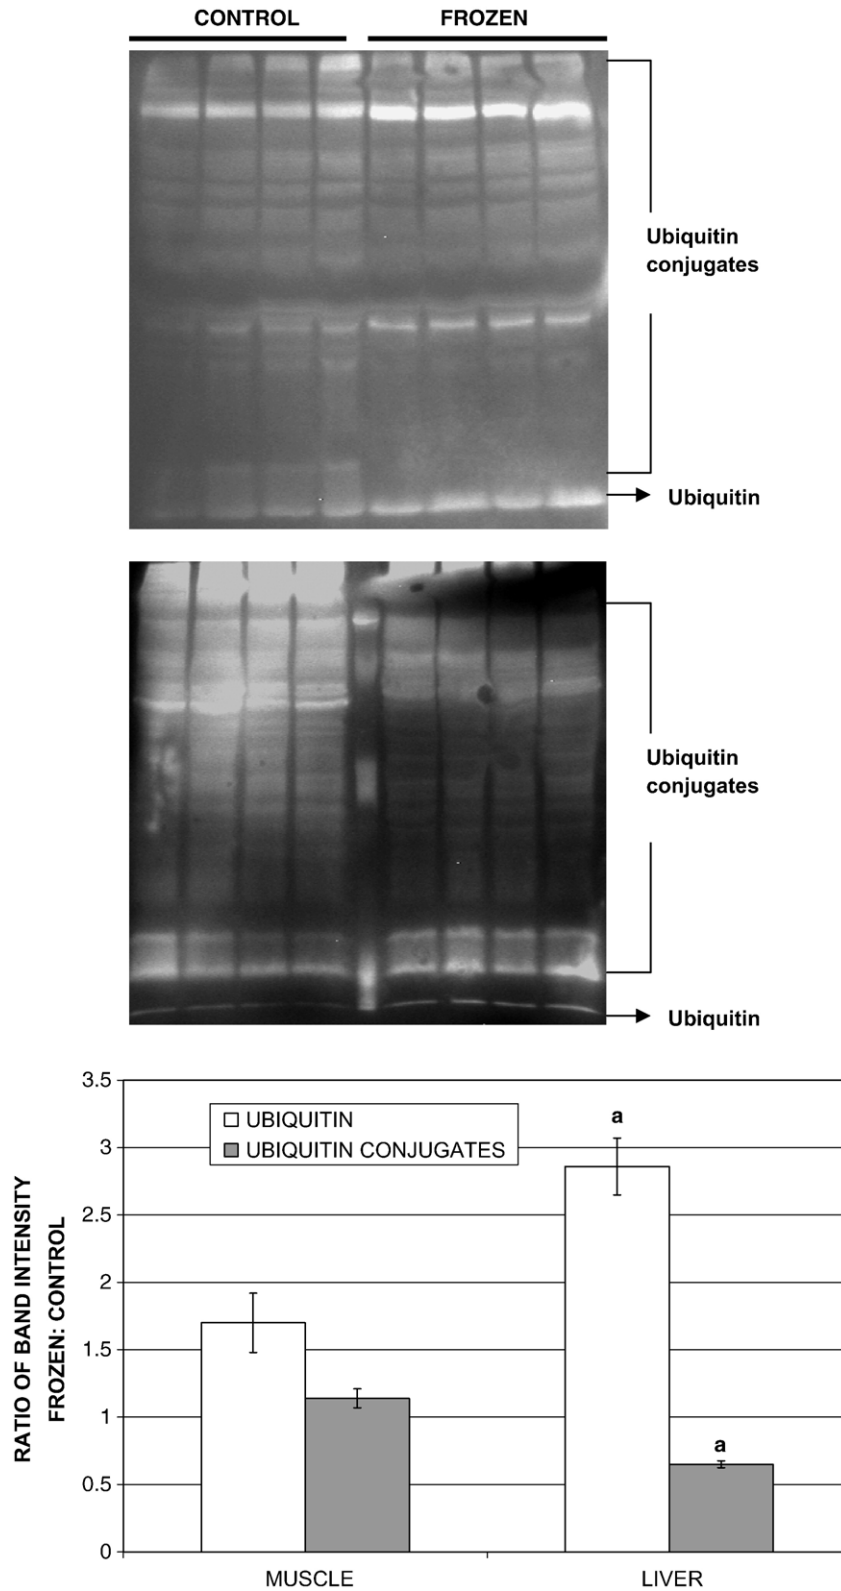 CONTROL FROZEN
Ubiquitin
conjugates
Ubiquitin
Ubiquitin
conjugates
Ubiquitin
3.5
3
2.5
2
1.5
1
0.5
0
RATIO OF BAND INTENSITY
FROZEN: CONTROL
UBIQUITIN
UBIQUITIN CONJUGATES
a
a
MUSCLE LIVER